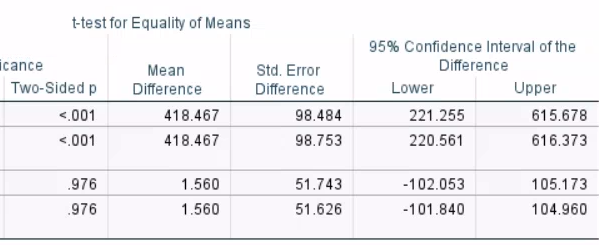 t-test for Equality of Means
95% Confidence Interval of the
icance Mean Std. Error Difference
Two-Sided p Difference Difference Lower Upper
<.001 418.467 98.484 221.255 615.678
<.001 418.467 98.753 220.561 616.373
.976 1.560 51.743 -102.053 105.173
.976 1.560 51.626 -101.840 104.960